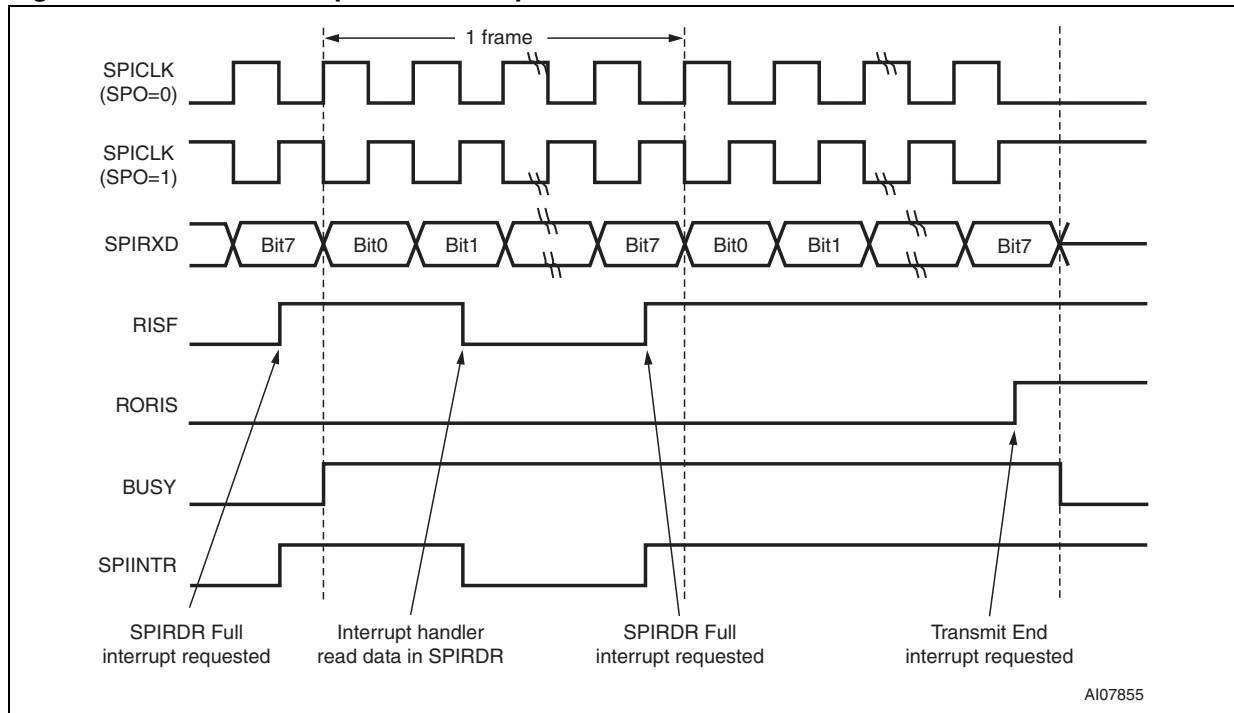 1 frame
SPICLK
(SPO=0)
SPICLK
(SPO=1)
SPIRXD
Bit7
Bit0
Bit1
Bit7
Bit0
Bit1
Bit7
RISF
RORIS
BUSY
SPIINTR
SPIRDR Full
interrupt requested
Interrupt handler
read data in SPIRDR
SPIRDR Full
interrupt requested
Transmit End
interrupt requested
AI07855